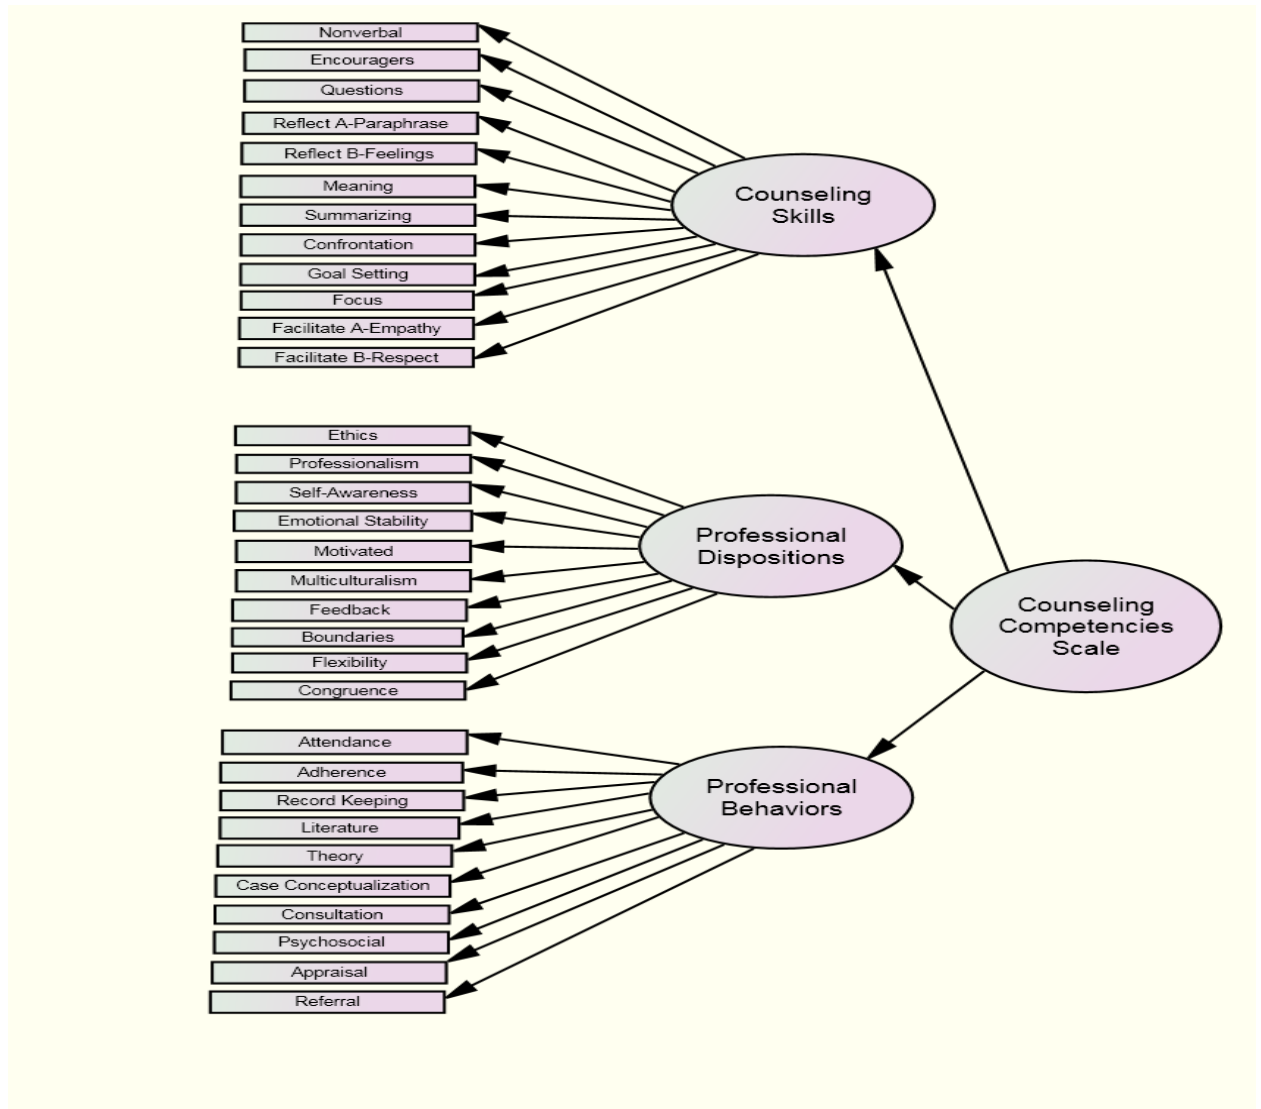 Nonverbal
Encouragers
Questions
Reflect A-Paraphrase
Reflect B-Feelings
Meaning
Summarizing
Confrontation
Goal Setting
Focus
Facilitate A-Empathy
Facilitate B-Respect
Counseling
Skills
Ethics
Professionalism
Self-Awareness
Emotional Stability
Motivated
Multiculturalism
Feedback
Boundaries
Flexibility
Congruence
Professional
Dispositions
Counseling
Competencies
Scale
Attendance
Adherence
Record Keeping
Literature
Theory
Case Conceptualization
Consultation
Psychosocial
Appraisal
Referral
Professional
Behaviors